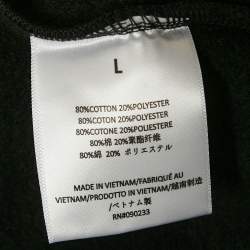 L
80%COTTON 20%POLYESTER
80%COTTON 20%POLYESTER
80%COTONE 20%POLIESTERE
80%棉 20%聚酯纤维
80%綿 20% ポリエステル
MADE IN VIETNAM/FABRIQUÉ AU
VIETNAM/PRODOTTO IN VIETNAM/越南制造/
ベトナム製
RN#090233